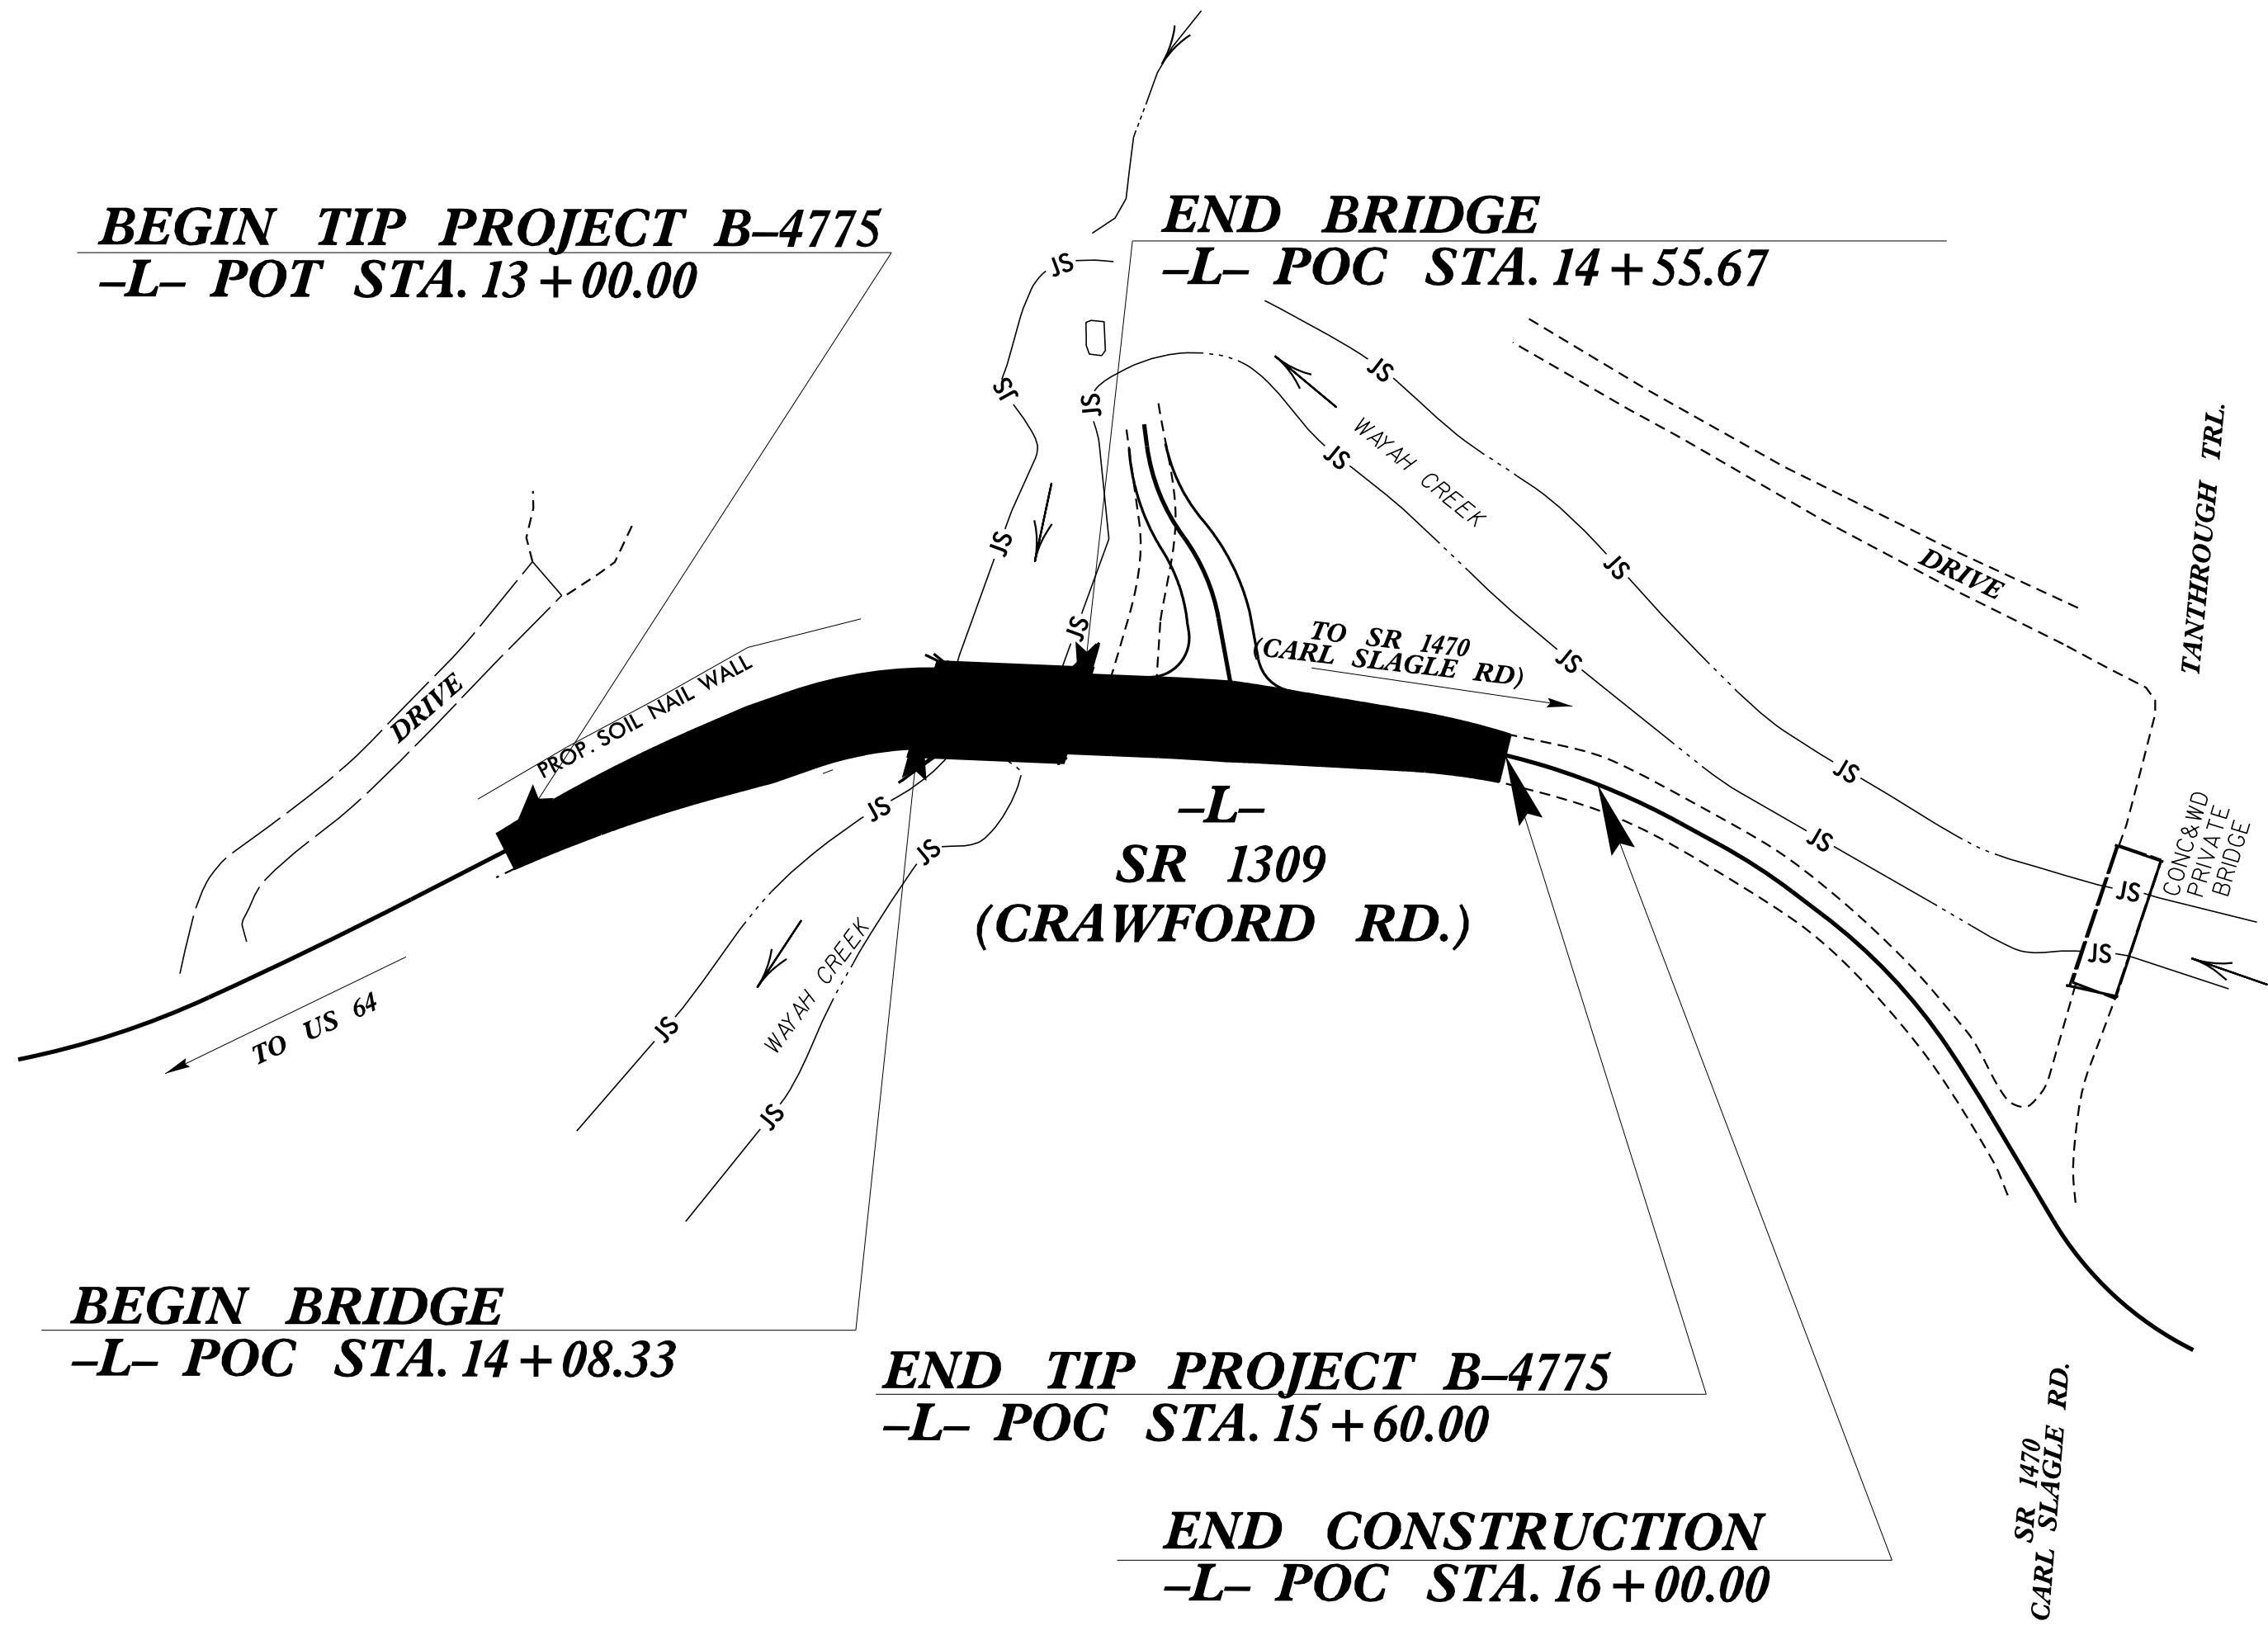 BEGIN BRIDGE
-L- POC STA. 14+08.33
BEGIN TIP PROJECT B-4775
-L- POT STA. 13+00.00
END BRIDGE
-L- POC STA. 14+55.67
JS
JS
JS
JS
JS
WAYAH CREEK
JS
JS
TANTHROUGH TRL.
DRIVE
JS
JS
TO SR 1470
(CARL SLAGLE RD)
JS
PROP. SOIL NAIL WALL
DRIVE
JS
JS
JS
JS
CONC&WD
PRIVATE
BRIDGE
JS
JS
-L-
SR 1309
(CRAWFORD RD.)
WAYAH CREEK
JS
JS
TO US 64
END TIP PROJECT B-4775
-L- POC STA. 15+60.00
END CONSTRUCTION
-L- POC STA. 16+00.00
SR 1470
CARL SLAGLE RD.